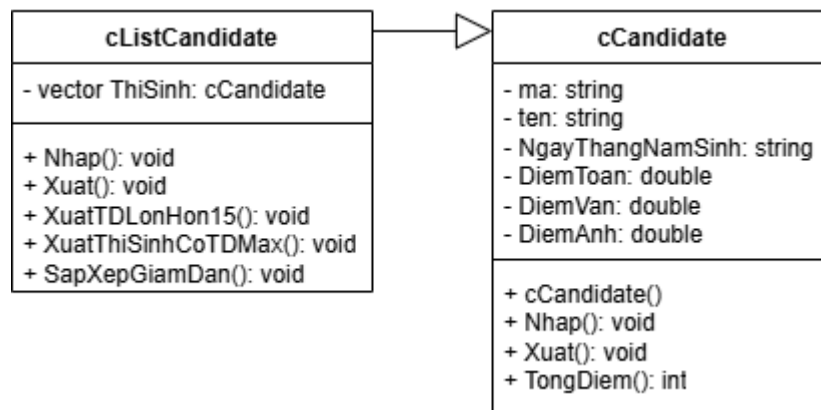 cListCandidate
- vector ThiSinh: cCandidate
+ Nhap(): void
+ Xuat(): void
+ XuatTDLonHon15(): void
+ XuatThiSinhCoTDMax(): void
+ SapXepGiamDan(): void
cCandidate
- ma: string
- ten: string
- NgayThangNamSinh: string
- DiemToan: double
- DiemVan: double
- DiemAnh: double
+ cCandidate()
+ Nhap(): void
+ Xuat(): void
+ TongDiem(): int